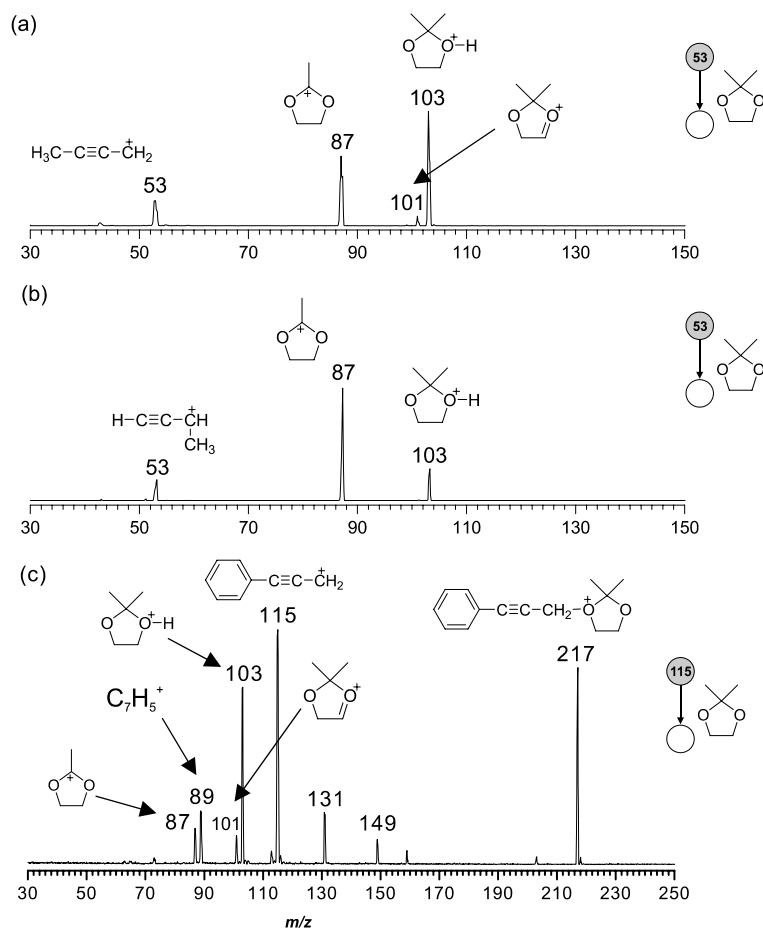 (a)
H₃C–C≡C–CH₂
+
53
87
103
101
53
O O
+
O O–H
+
O O
+
O O
30 50 70 90 110 130 150
(b)
H–C≡C–CH
+
CH₃
53
87
103
53
O O
+
O O–H
+
O O
30 50 70 90 110 130 150
(c)
C≡C–CH₂
+
115
C≡C–CH₂–O O
+
217
O O–H
+
103
C₇H₅⁺
O O
+
O O
+
87
89
101
131
149
115
O O
30 50 70 90 110 130 150 170 190 210 230 250
m/z